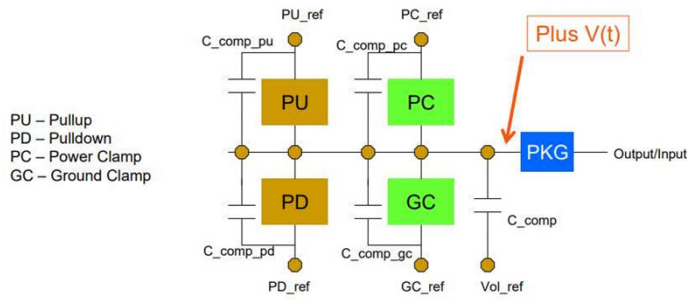 PU_ref
PC_ref
Plus V(t)
C_comp_pu
C_comp_pc
PU
PC
PU – Pullup
PD – Pulldown
PC – Power Clamp
GC – Ground Clamp
PKG
Output/Input
PD
GC
C_comp
C_comp_pd
C_comp_gc
PD_ref
GC_ref
Vol_ref